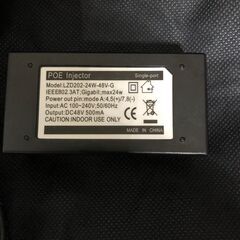 POE Injector Single-port
Model:LZD202-24W-48V-G
IEEE802.3AT;Gigabit;max24w
Power out pin:mode A:4,5(+)/7,8(-)
Input: AC 100~240V;50/60Hz
Output:DC48V 500mA
CAUTION:INDOOR USE ONLY
MADE IN CHINA